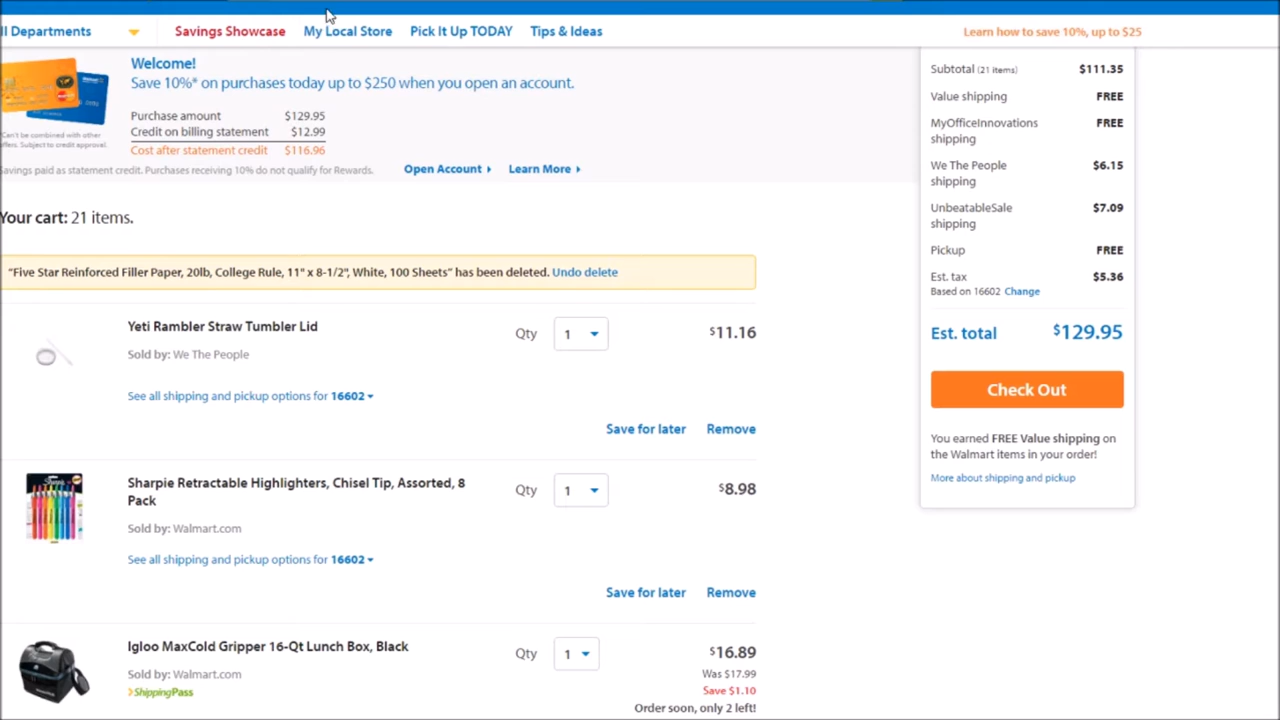 ll Departments
Savings Showcase
My Local Store
Pick It Up TODAY
Tips & Ideas
Learn how to save 10%, up to $25
Welcome!
Save 10%* on purchases today up to $250 when you open an account.
Purchase amount $129.95
Credit on billing statement $12.99
Cost after statement credit $116.96
Can't be combined with other
offers. Subject to credit approval.
Savings paid as statement credit. Purchases receiving 10% do not qualify for Rewards.
Open Account
Learn More
Subtotal (21 items) $111.35
Value shipping FREE
MyOfficeInnovations FREE
shipping
We The People $6.15
shipping
UnbeatableSale $7.09
shipping
Pickup FREE
Est. tax $5.36
Based on 16602 Change
Est. total $129.95
Check Out
You earned FREE Value shipping on
the Walmart items in your order!
More about shipping and pickup
Your cart: 21 items.
"Five Star Reinforced Filler Paper, 20lb, College Rule, 11" x 8-1/2", White, 100 Sheets" has been deleted. Undo delete
Yeti Rambler Straw Tumbler Lid Qty 1 $11.16
Sold by: We The People
See all shipping and pickup options for 16602
Save for later Remove
Sharpie Retractable Highlighters, Chisel Tip, Assorted, 8 Qty 1 $8.98
Pack
Sold by: Walmart.com
See all shipping and pickup options for 16602
Save for later Remove
Igloo MaxCold Gripper 16-Qt Lunch Box, Black Qty 1 $16.89
Sold by: Walmart.com Was $17.99
ShippingPass Save $1.10
Order soon, only 2 left!